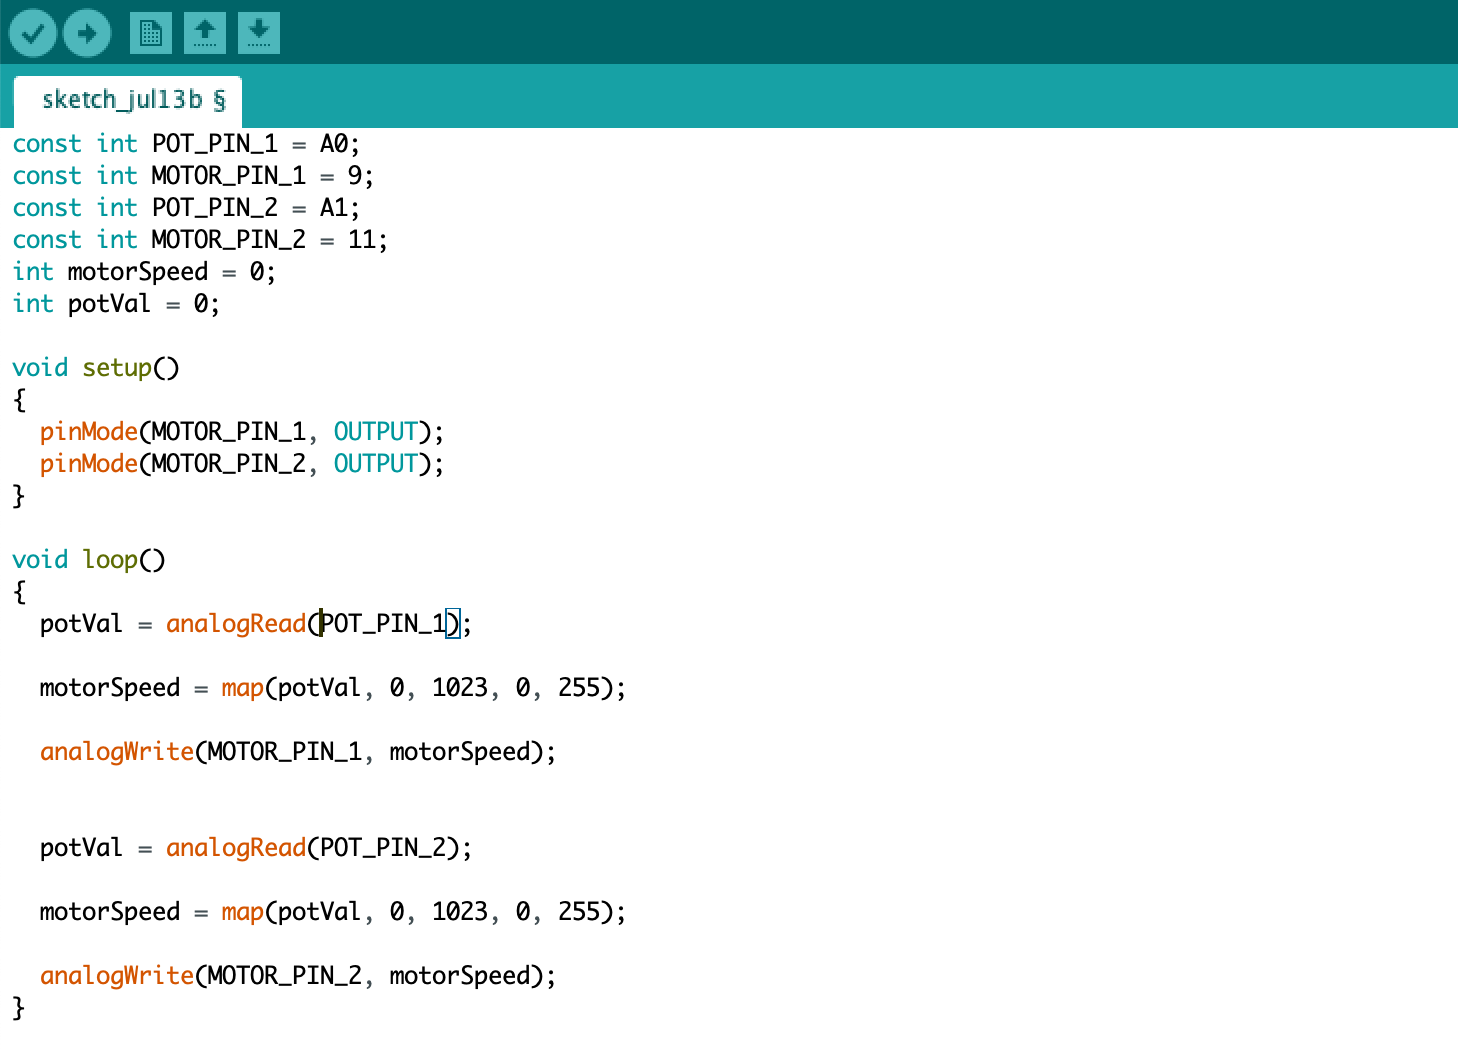 sketch_jul13b §
const int POT_PIN_1 = A0;
const int MOTOR_PIN_1 = 9;
const int POT_PIN_2 = A1;
const int MOTOR_PIN_2 = 11;
int motorSpeed = 0;
int potVal = 0;
void setup()
{
pinMode(MOTOR_PIN_1, OUTPUT);
pinMode(MOTOR_PIN_2, OUTPUT);
}
void loop()
{
potVal = analogRead(POT_PIN_1);
motorSpeed = map(potVal, 0, 1023, 0, 255);
analogWrite(MOTOR_PIN_1, motorSpeed);
potVal = analogRead(POT_PIN_2);
motorSpeed = map(potVal, 0, 1023, 0, 255);
analogWrite(MOTOR_PIN_2, motorSpeed);
}